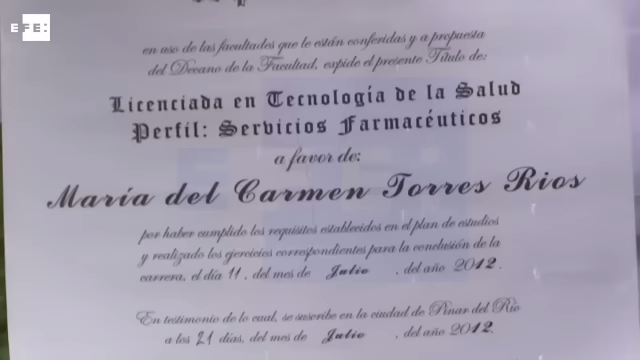 EFE:
en uso de las facultades que le están conferidas y a propuesta
del Decano de la Facultad, expide el presente Título de:
Licenciada en Tecnología de la Salud
Perfil: Servicios Farmacéuticos
a favor de:
María del Carmen Torres Rios
por haber cumplido los requisitos establecidos en el plan de estudios
y realizado los ejercicios correspondientes para la conclusión de la
carrera, el día 11, del mes de Julio , del año 2012.
En testimonio de lo cual, se suscribe en la ciudad de Pinar del Río
a los 21 días, del mes de Julio , del año 2012.